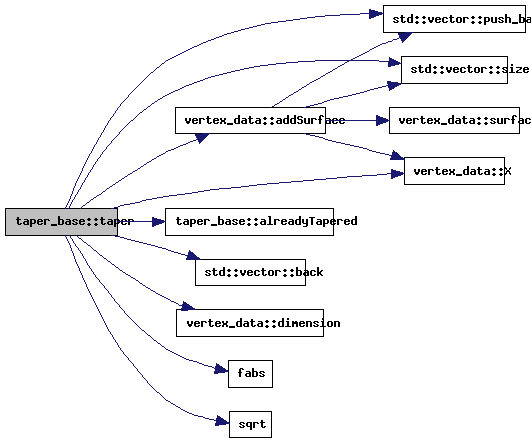 std::vector::push_ba
std::vector::size
vertex_data::addSurface
vertex_data::surfac
vertex_data::X
taper_base::taper
taper_base::alreadyTapered
std::vector::back
vertex_data::dimension
fabs
sqrt